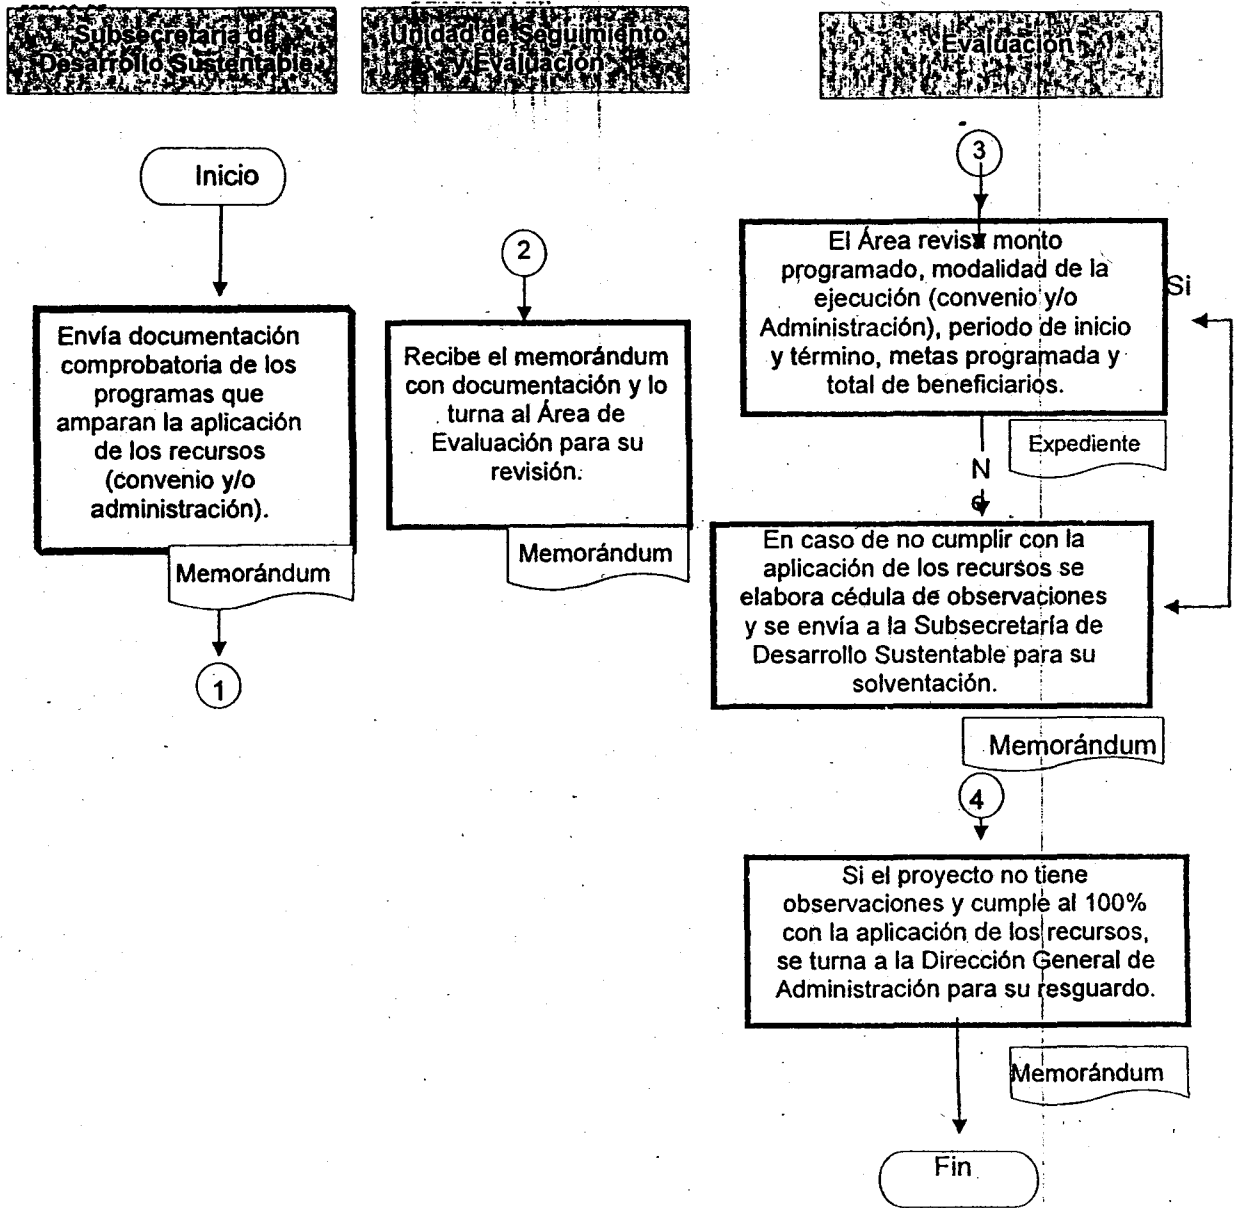 Subsecretaría de
Desarrollo Sustentable
Unidad de Seguimiento
y Evaluación
Evaluación
Inicio
Envía documentación
comprobatoria de los
programas que
amparan la aplicación
de los recursos
(convenio y/o
administración).
Memorándum
1
2
Recibe el memorándum
con documentación y lo
turna al Área de
Evaluación para su
revisión.
Memorándum
3
El Área revisa monto
programado, modalidad de la
ejecución (convenio y/o
Administración), periodo de inicio
y término, metas programada y
total de beneficiarios.
Si
Expediente
N
o
En caso de no cumplir con la
aplicación de los recursos se
elabora cédula de observaciones
y se envía a la Subsecretaría de
Desarrollo Sustentable para su
solventación.
Memorándum
4
Si el proyecto no tiene
observaciones y cumple al 100%
con la aplicación de los recursos,
se turna a la Dirección General de
Administración para su resguardo.
Memorándum
Fin